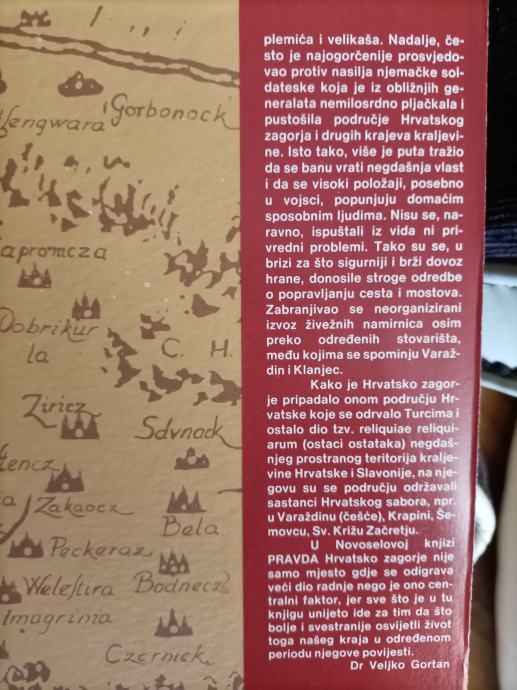 Gorbonock
Sengwara
apromcza
Dobrikur
la
C. H.
Ziricz
Sdvnack
tencz
Zakaocz
Bela
Peckeraz
Welestira
Bodnecz
Imagrima
Czernick
plemića i velikaša. Nadalje, če-
sto je najogorčenije prosvjedo-
vao protiv nasilja njemačke sol-
dateske koja je iz obližnjih ge-
neralata nemilosrdno pljačkala i
pustošila područje Hrvatskog
zagorja i drugih krajeva kraljevi-
ne. Isto tako, više je puta tražio
da se banu vrati negdašnja vlast
i da se visoki položaji, posebno
u vojsci, popunjuju domaćim
sposobnim ljudima. Nisu se, na-
ravno, ispuštali iz vida ni pri-
vredni problemi. Tako su se, u
brizi za što sigurniji i brži dovoz
hrane, donosile stroge odredbe
o popravljanju cesta i mostova.
Zabranjivao se neorganizirani
izvoz živežnih namirnica osim
preko određenih stovarišta,
među kojima se spominju Varaž-
din i Klanjec.
Kako je Hrvatsko zagor-
je pripadalo onom području Hr-
vatske koje se odrvalo Turcima i
ostalo dio tzv. reliquiae reliqui-
arum (ostaci ostataka) negdaš-
njeg prostranog teritorija kralje-
vine Hrvatske i Slavonije, na nje-
govu su se području održavali
sastanci Hrvatskog sabora, npr.
u Varaždinu (češće), Krapini, Še-
movcu, Sv. Križu Začretju.
U Novoselovoj knjizi
PRAVDA Hrvatsko zagorje nije
samo mjesto gdje se odigrava
veći dio radnje nego je ono cen-
tralni faktor, jer sve što je u tu
knjigu unijeto ide za tim da što
bolje i svestranije osvijetli život
toga našeg kraja u određenom
periodu njegove povijesti.
Dr Veljko Gortan